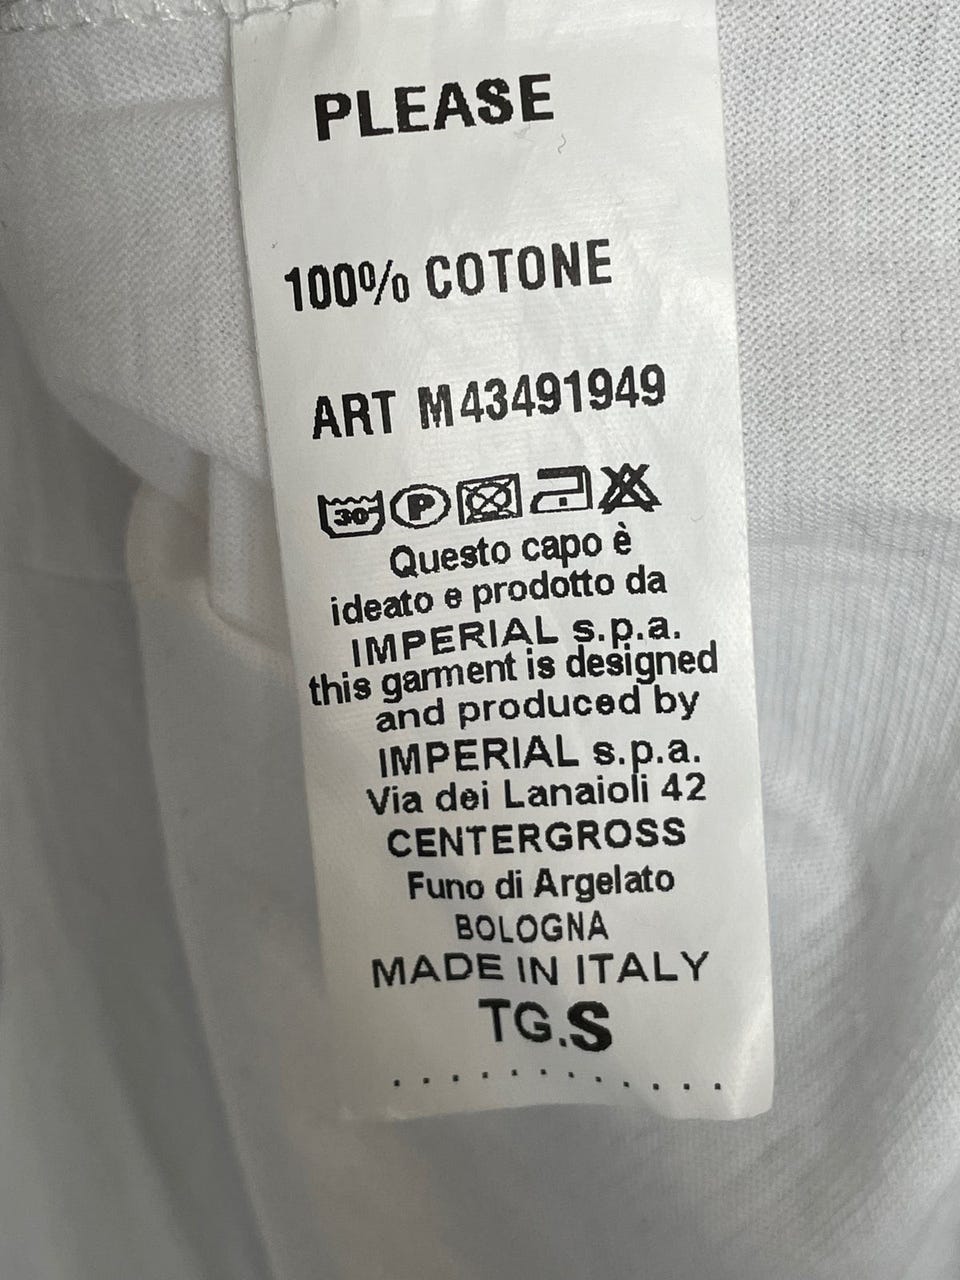 PLEASE
100% COTONE
ART M43491949
30° P
Questo capo è
ideato e prodotto da
IMPERIAL s.p.a.
this garment is designed
and produced by
IMPERIAL s.p.a.
Via dei Lanaioli 42
CENTERGROSS
Funo di Argelato
BOLOGNA
MADE IN ITALY
TG.S
............